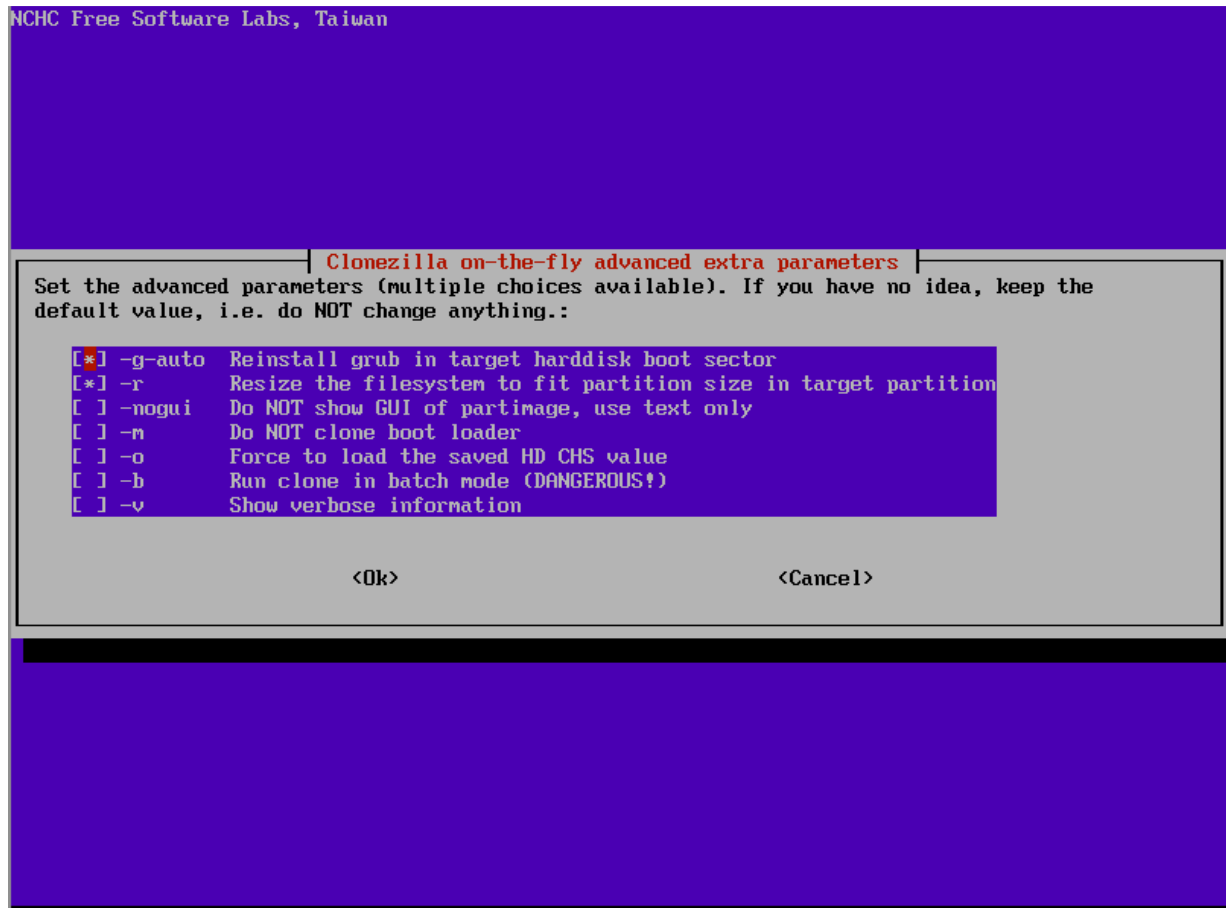 NCHC Free Software Labs, Taiwan
Clonezilla on-the-fly advanced extra parameters
Set the advanced parameters (multiple choices available). If you have no idea, keep the
default value, i.e. do NOT change anything.:
[*] -g-auto Reinstall grub in target harddisk boot sector
[*] -r Resize the filesystem to fit partition size in target partition
[ ] -nogui Do NOT show GUI of partimage, use text only
[ ] -m Do NOT clone boot loader
[ ] -o Force to load the saved HD CHS value
[ ] -b Run clone in batch mode (DANGEROUS!)
[ ] -v Show verbose information
<Ok> <Cancel>